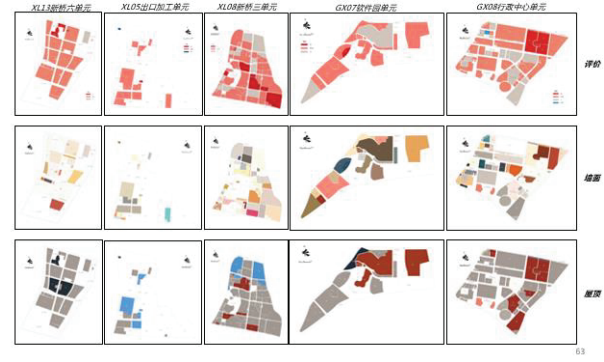 XL13新桥六单元
XL05出口加工单元
XL08新桥三单元
GX07软件园单元
GX08行政中心单元
评价
墙面
屋顶
63